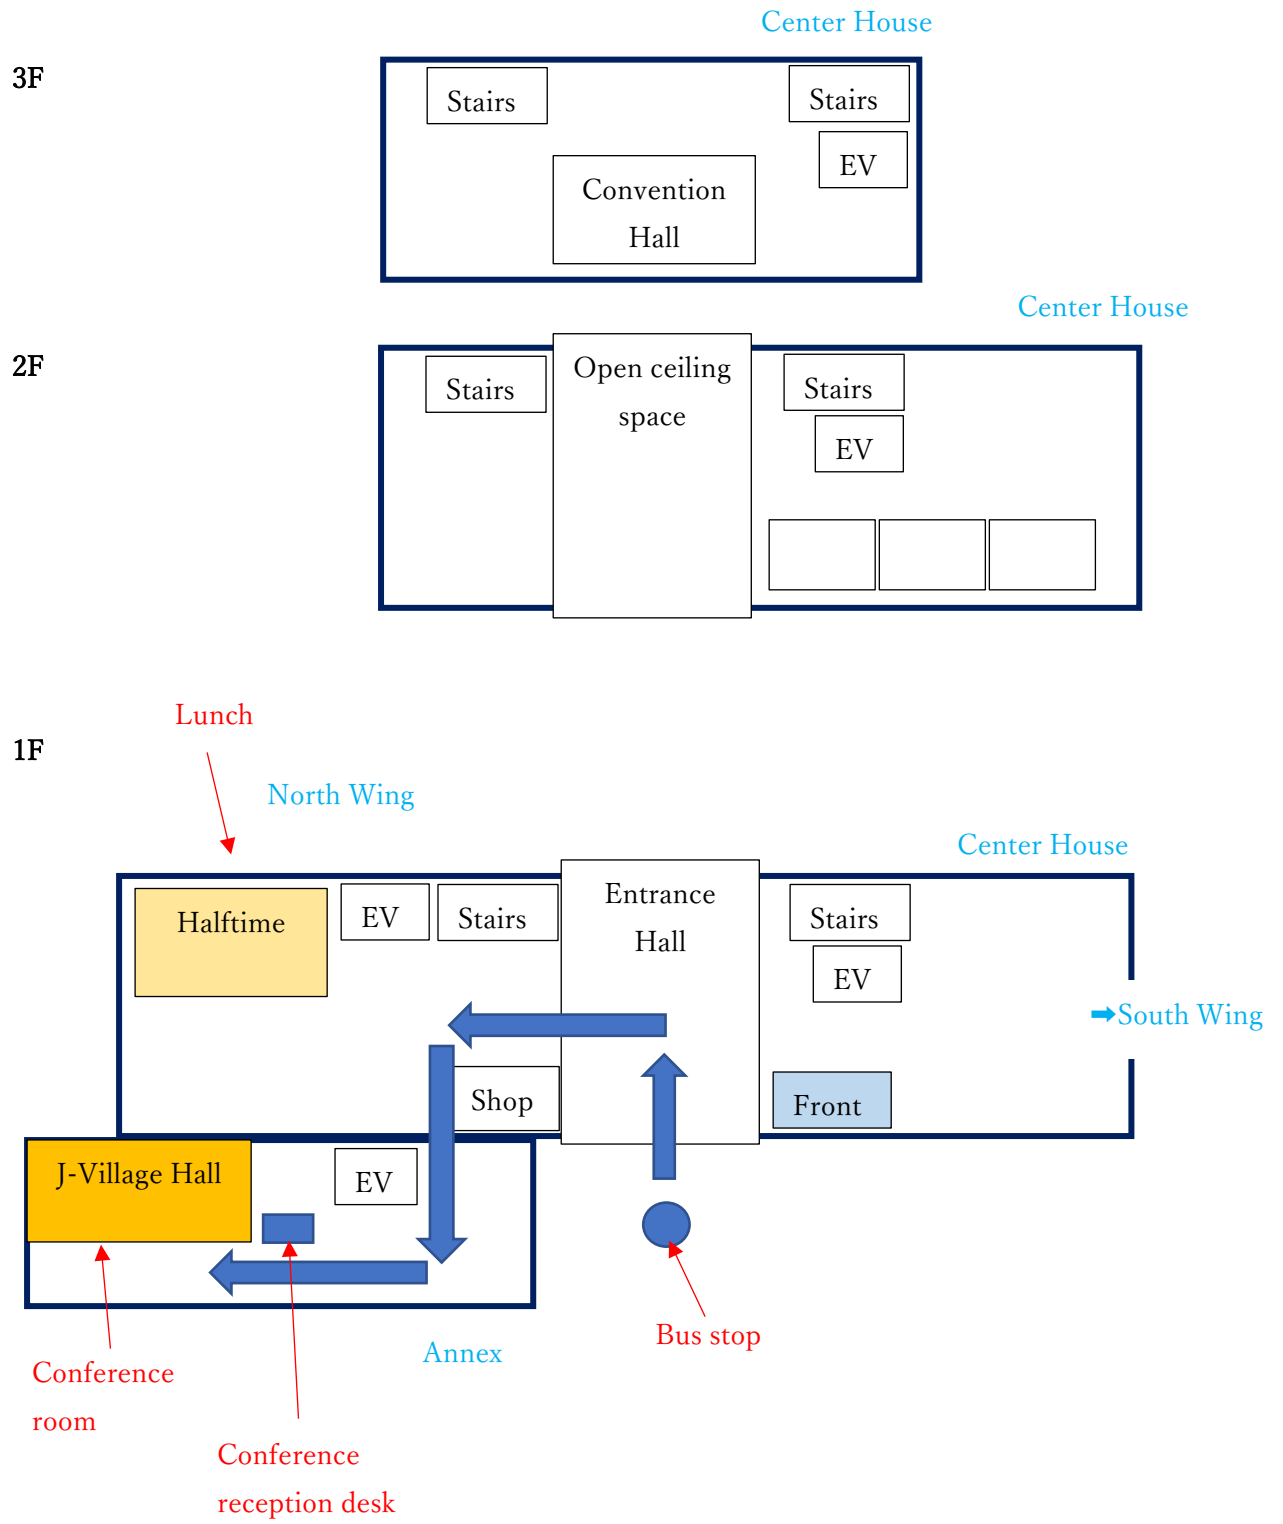 Center House
3F
Stairs
Stairs
EV
Convention
Hall
Center House
2F
Stairs
Open ceiling
space
Stairs
EV
Lunch
1F
North Wing
Center House
Halftime
EV
Stairs
Entrance
Hall
Stairs
EV
➡South Wing
Shop
Front
J-Village Hall
EV
Bus stop
Annex
Conference
room
Conference
reception desk